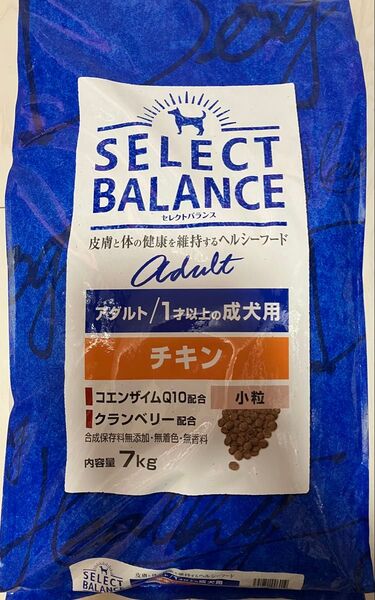 SELECT
BALANCE
セレクトバランス
皮膚と体の健康を維持するヘルシーフード
adult
アダルト/1才以上の成犬用
チキン
コエンザイムQ10配合
小粒
クランベリー配合
合成保存料無添加・無着色・無香料
内容量 7kg
SELECT
BALANCE